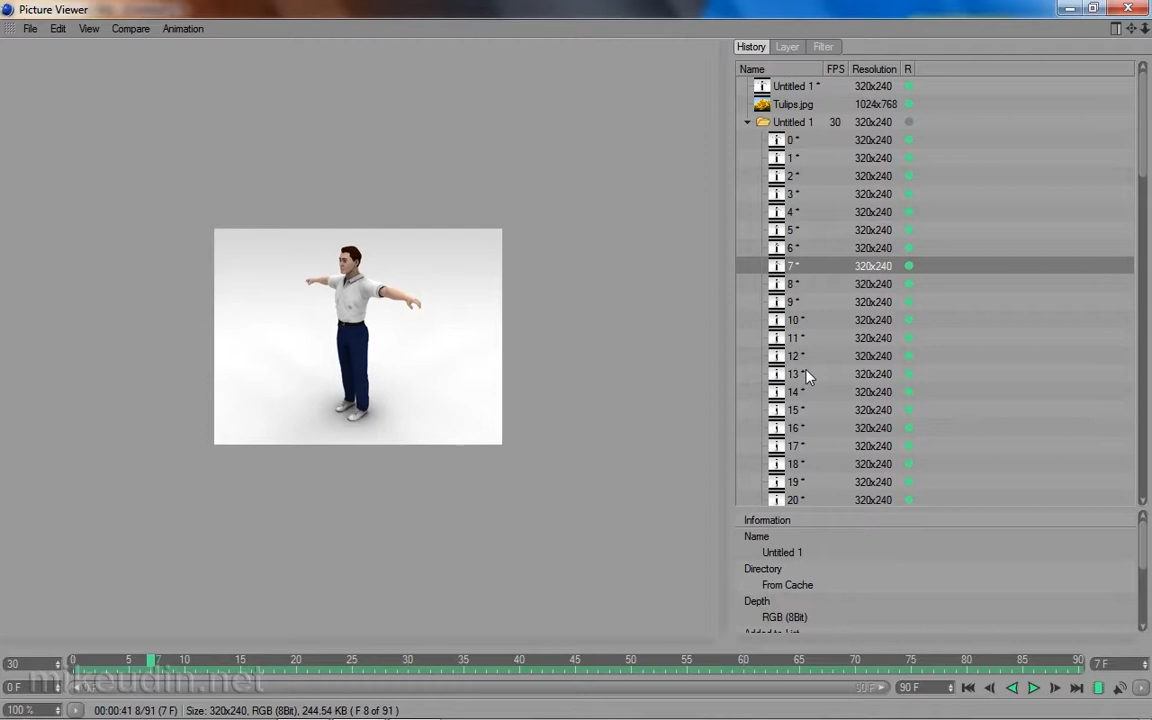 Picture Viewer
File Edit View Compare Animation
History Layer Filter
Name FPS Resolution R
Untitled 1 * 320x240
Tulips.jpg 1024x768
Untitled 1 30 320x240
0 * 320x240
1 * 320x240
2 * 320x240
3 * 320x240
4 * 320x240
5 * 320x240
6 * 320x240
7 * 320x240
8 * 320x240
9 * 320x240
10 * 320x240
11 * 320x240
12 * 320x240
13 * 320x240
14 * 320x240
15 * 320x240
16 * 320x240
17 * 320x240
18 * 320x240
19 * 320x240
20 * 320x240
Information
Name
Untitled 1
Directory
From Cache
Depth
RGB (8Bit)
Added to List
30 0 5 7 10 15 20 25 30 35 40 45 50 55 60 65 70 75 80 85 90 7 F
mikeudin.net
0 F 90 F
100 % 00:00:41 8/91 (7 F) Size: 320x240, RGB (8Bit), 244.54 KB ( F 8 of 91 )